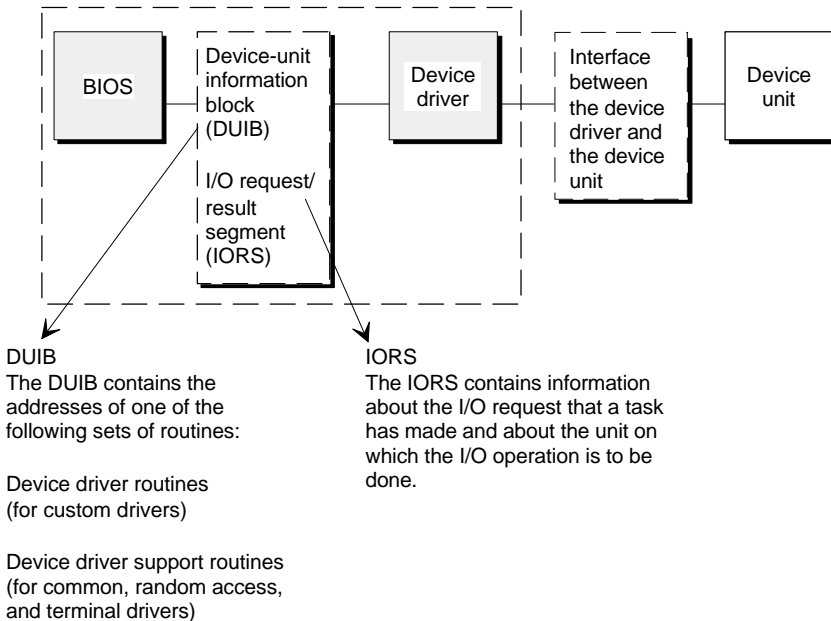 BIOS
Device-unit
information
block
(DUIB)
I/O request/
result
segment
(IORS)
Device
driver
Interface
between
the device
driver and
the device
unit
Device
unit
DUIB
The DUIB contains the
addresses of one of the
following sets of routines:
Device driver routines
(for custom drivers)
Device driver support routines
(for common, random access,
and terminal drivers)
IORS
The IORS contains information
about the I/O request that a task
has made and about the unit on
which the I/O operation is to be
done.